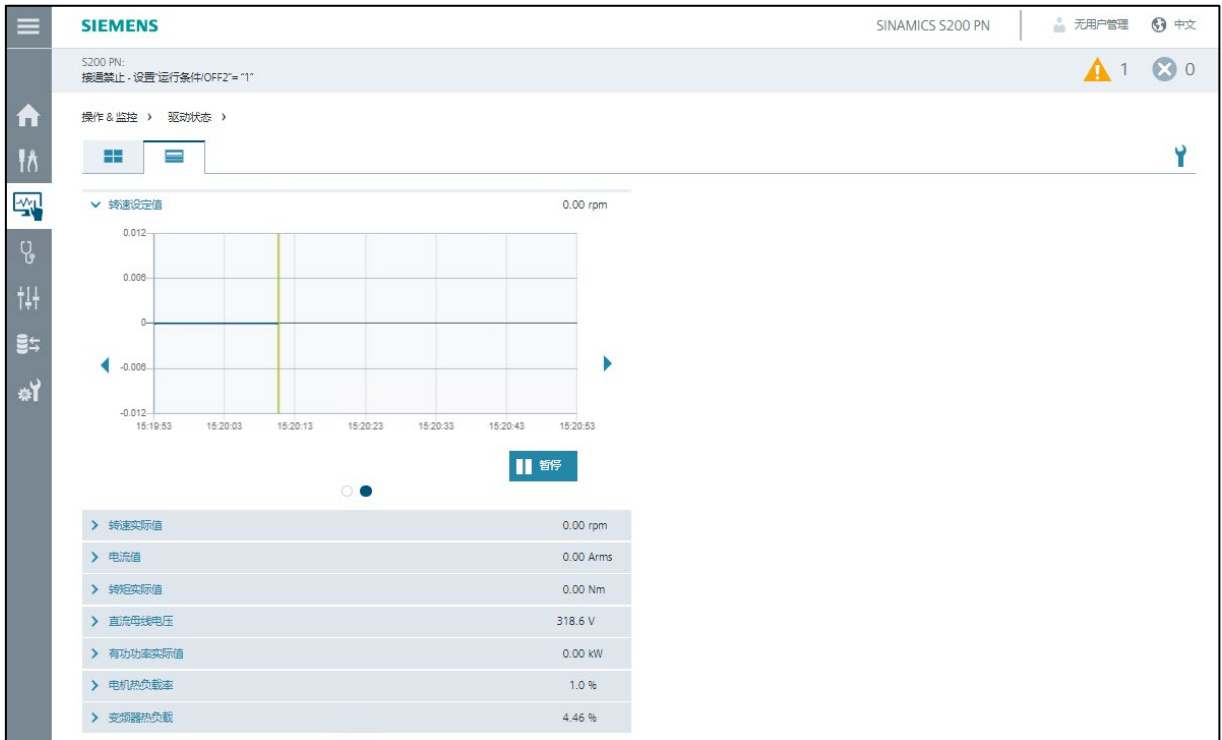 SIEMENS
SINAMICS S200 PN
无用户管理
中文
S200 PN:
接通禁止 - 设置“运行条件/OFF2”= “1”
1
0
操作 & 监控 > 驱动状态 >
转速设定值 0.00 rpm
0.012
0.006
0
-0.006
-0.012
15:19:53 15:20:03 15:20:13 15:20:23 15:20:33 15:20:43 15:20:53
暂停
转速实际值 0.00 rpm
电流值 0.00 Arms
转矩实际值 0.00 Nm
直流母线电压 318.6 V
有功功率实际值 0.00 kW
电机热负载率 1.0 %
变频器热负载 4.46 %